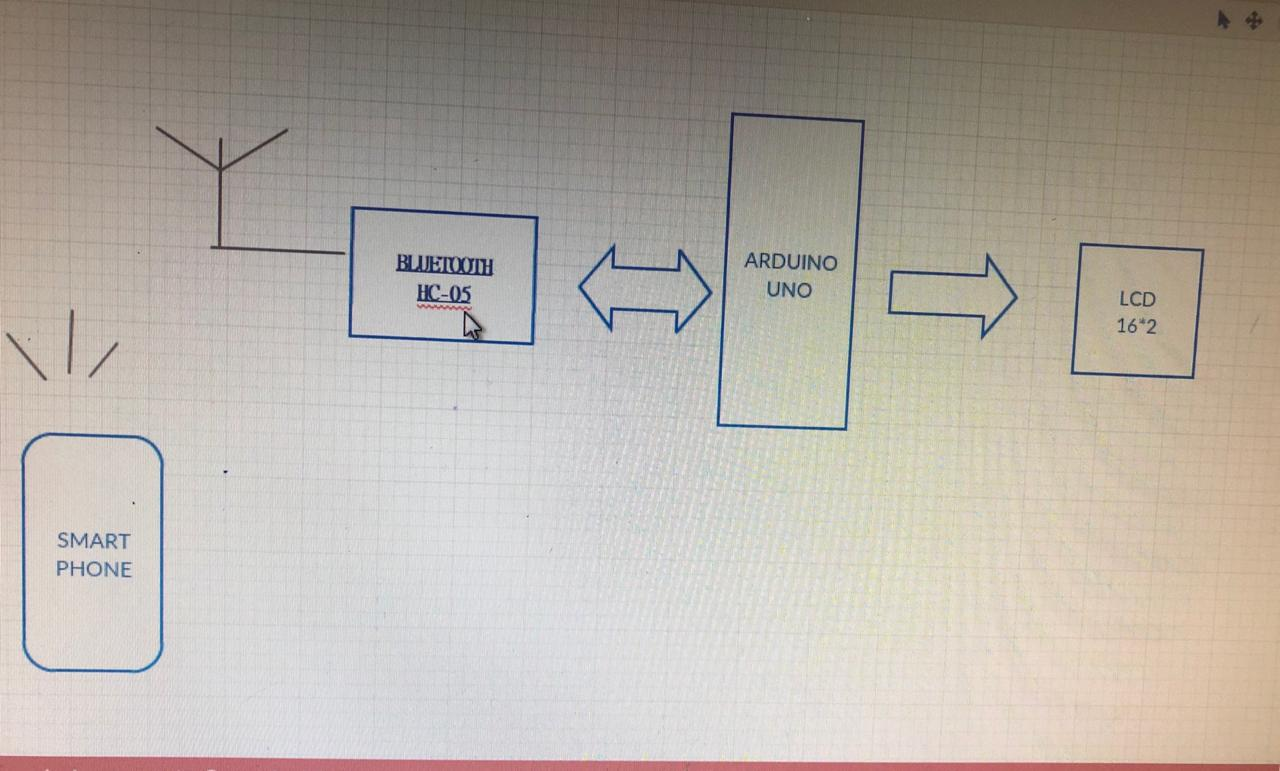 BLUETOOTH
HC-05
ARDUINO
UNO
LCD
16*2
SMART
PHONE